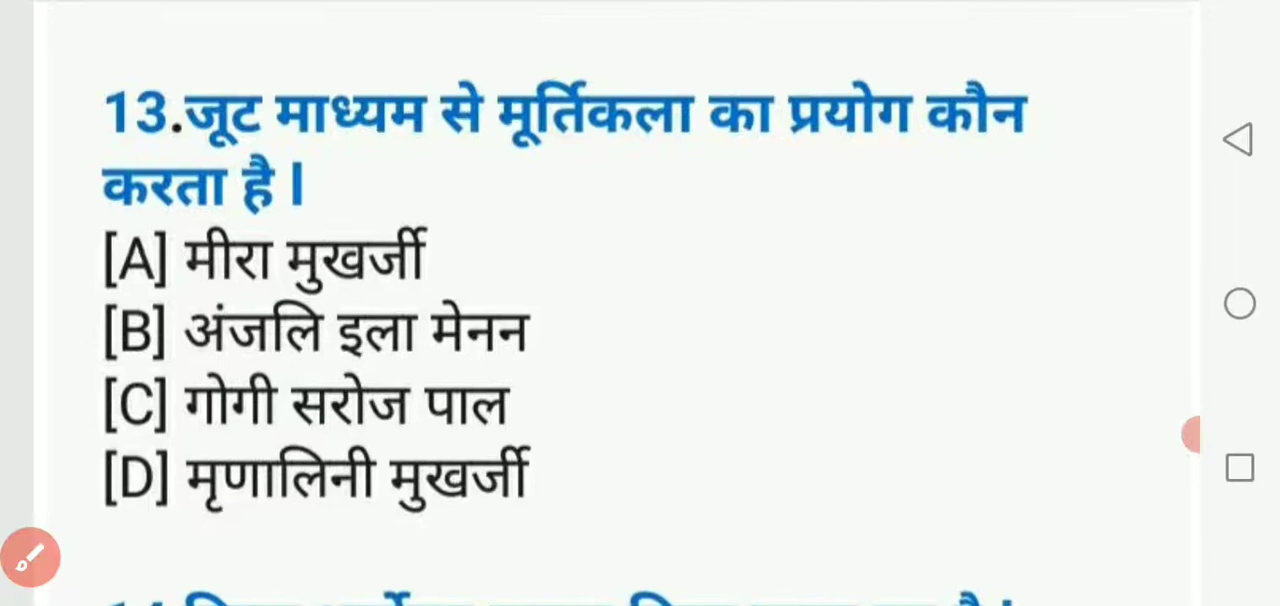 13.जूट माध्यम से मूर्तिकला का प्रयोग कौन
करता है l
[A] मीरा मुखर्जी
[B] अंजलि इला मेनन
[C] गोगी सरोज पाल
[D] मृणालिनी मुखर्जी